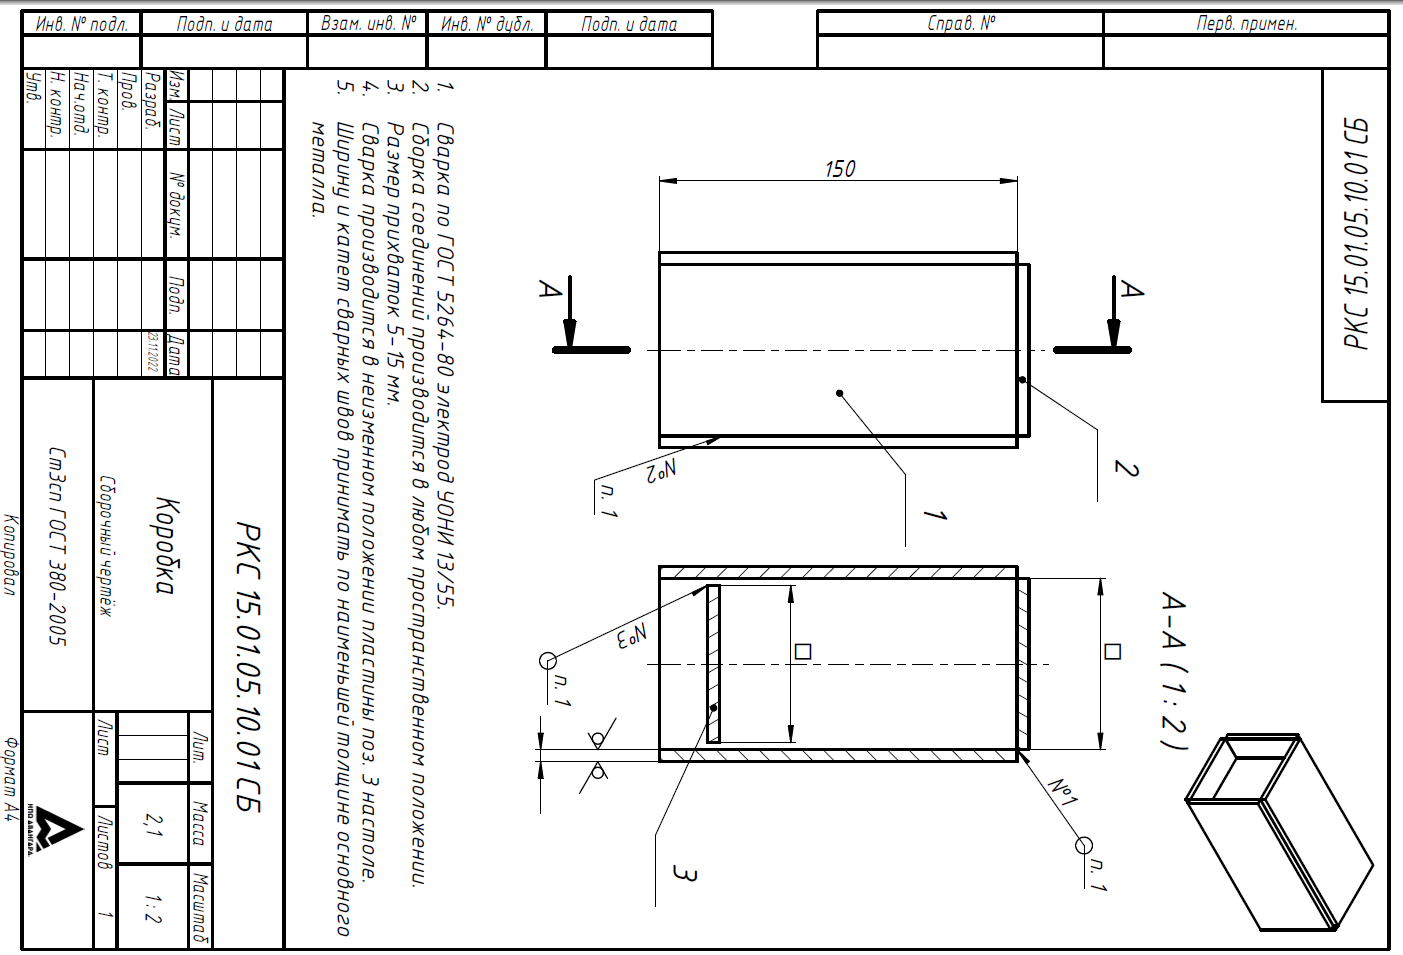 РКС 15.01.05.10.01 СБ
Перв. примен.
Справ. №
Подп. и дата
Инв. № дубл.
Взам. инв. №
Подп. и дата
Инв. № подл.
150
А
А
1
2
№2
п. 1
А-А ( 1 : 2 )
□
□
№1
п. 1
№3
п. 1
3
1. Сварка по ГОСТ 5264-80 электрод УОНИ 13/55.
2. Сборка соединений производится в любом пространственном положении.
3. Размер прихваток 5-15 мм.
4. Сварка производится в неизменном положении пластины поз. 3 настоле.
5. Ширину и катет сварных швов принимать по наименьшей толщине основного
металла.
РКС 15.01.05.10.01 СБ
Изм. Лист № докум. Подп. Дата
Разраб. 23.11.2022
Пров.
Т. контр.
Нач.отд.
Н. контр.
Утв.
Коробка
Сборочный чертёж
Лит. Масса Масштаб
2,1 1 : 2
Лист Листов 1
Ст3сп ГОСТ 380-2005
НПО АВАНГАРД
Копировал Формат А4